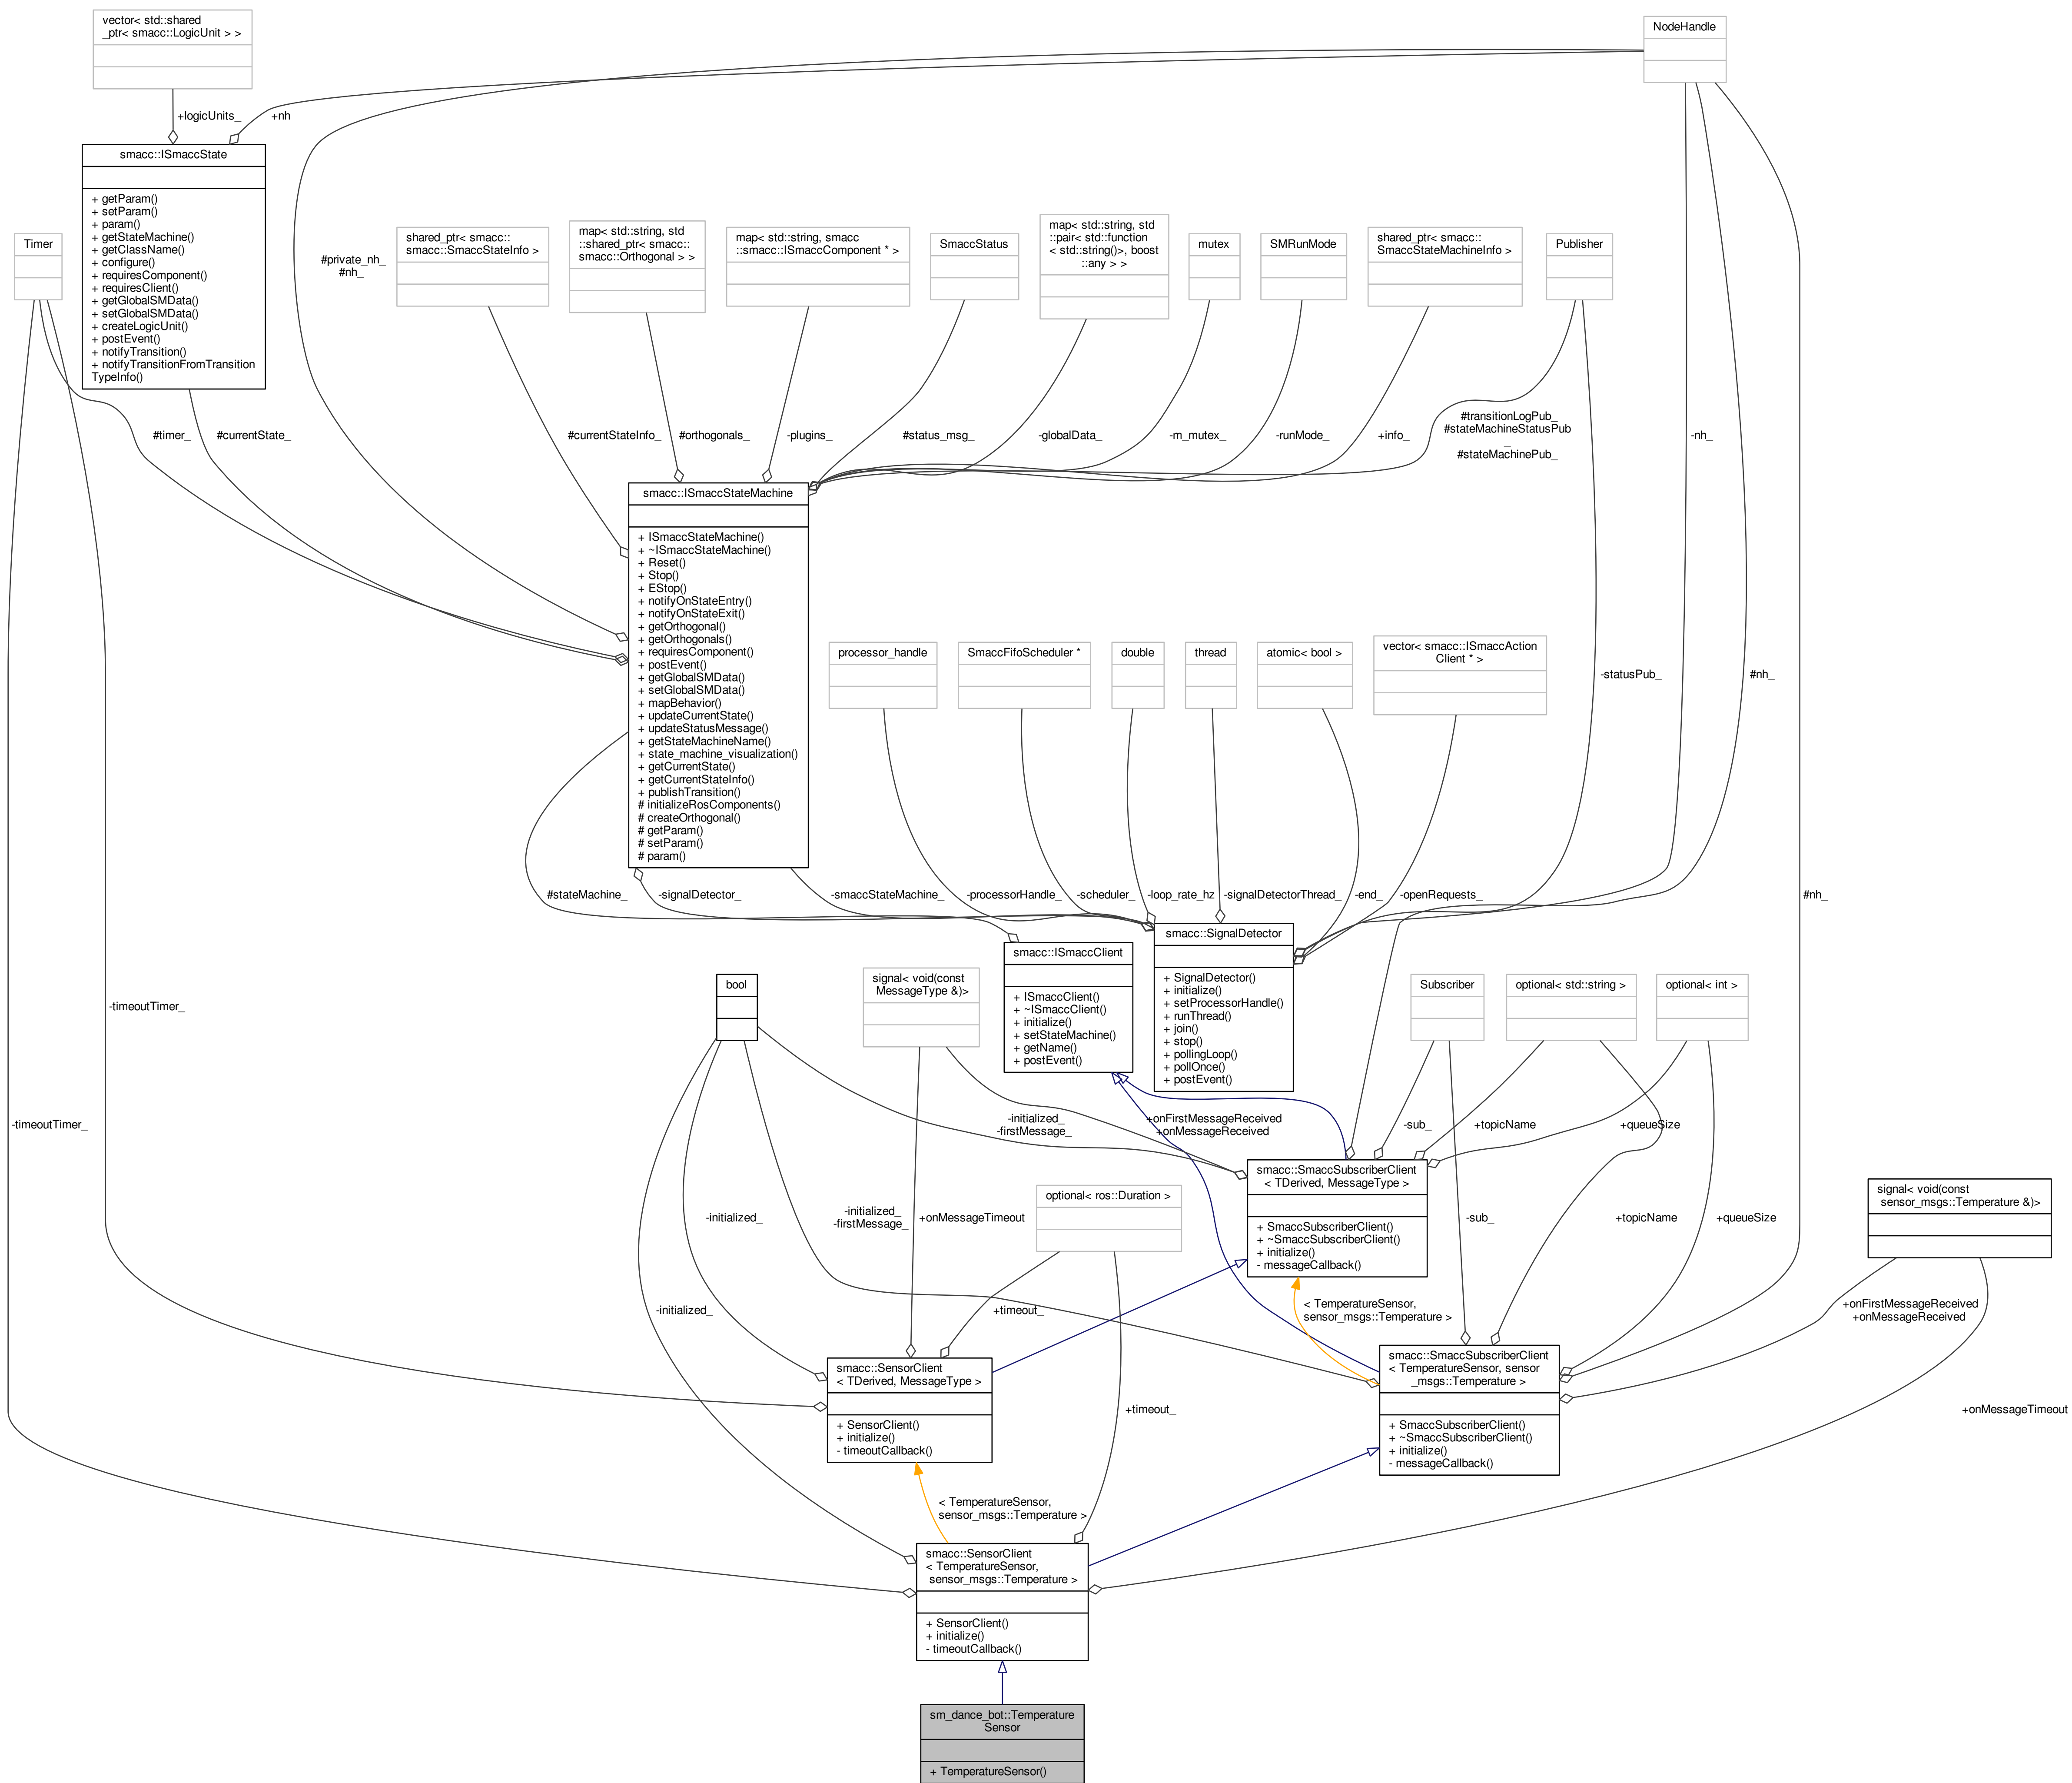 vector< std::shared
_ptr< smacc::LogicUnit > >
NodeHandle
+logicUnits_
+nh
smacc::ISmaccState
+ getParam()
+ setParam()
+ param()
+ getStateMachine()
+ getClassName()
+ configure()
+ requiresComponent()
+ requiresClient()
+ getGlobalSMData()
+ setGlobalSMData()
+ createLogicUnit()
+ postEvent()
+ notifyTransition()
+ notifyTransitionFromTransition
TypeInfo()
Timer
#private_nh_
#nh_
shared_ptr< smacc::
smacc::SmaccStateInfo >
map< std::string, std
::shared_ptr< smacc::
smacc::Orthogonal > >
map< std::string, smacc
::smacc::ISmaccComponent * >
SmaccStatus
map< std::string, std
::pair< std::function
< std::string()>, boost
::any > >
mutex
SMRunMode
shared_ptr< smacc::
SmaccStateMachineInfo >
Publisher
#timer_
#currentState_
#currentStateInfo_
#orthogonals_
-plugins_
#status_msg_
-globalData_
-m_mutex_
-runMode_
+info_
#transitionLogPub_
#stateMachineStatusPub
_
#stateMachinePub_
-nh_
smacc::ISmaccStateMachine
+ ISmaccStateMachine()
+ ~ISmaccStateMachine()
+ Reset()
+ Stop()
+ EStop()
+ notifyOnStateEntry()
+ notifyOnStateExit()
+ getOrthogonal()
+ getOrthogonals()
+ requiresComponent()
+ postEvent()
+ getGlobalSMData()
+ setGlobalSMData()
+ mapBehavior()
+ updateCurrentState()
+ updateStatusMessage()
+ getStateMachineName()
+ state_machine_visualization()
+ getCurrentState()
+ getCurrentStateInfo()
+ publishTransition()
# initializeRosComponents()
# createOrthogonal()
# getParam()
# setParam()
# param()
processor_handle
SmaccFifoScheduler *
double
thread
atomic< bool >
vector< smacc::ISmaccAction
Client * >
-statusPub_
#nh_
#stateMachine_
-signalDetector_
-smaccStateMachine_
-processorHandle_
-scheduler_
-loop_rate_hz
-signalDetectorThread_
-end_
-openRequests_
#nh_
smacc::SignalDetector
+ SignalDetector()
+ initialize()
+ setProcessorHandle()
+ runThread()
+ join()
+ stop()
+ pollingLoop()
+ pollOnce()
+ postEvent()
smacc::ISmaccClient
+ ISmaccClient()
+ ~ISmaccClient()
+ initialize()
+ setStateMachine()
+ getName()
+ postEvent()
bool
signal< void(const
MessageType &)>
Subscriber
optional< std::string >
optional< int >
-timeoutTimer_
-timeoutTimer_
-initialized_
-firstMessage_
+onFirstMessageReceived
+onMessageReceived
-sub_
+topicName
+queueSize
smacc::SmaccSubscriberClient
< TDerived, MessageType >
+ SmaccSubscriberClient()
+ ~SmaccSubscriberClient()
+ initialize()
- messageCallback()
optional< ros::Duration >
signal< void(const
sensor_msgs::Temperature &)>
-initialized_
-initialized_
-firstMessage_
+onMessageTimeout
-sub_
+topicName
+queueSize
-initialized_
+timeout_
< TemperatureSensor,
sensor_msgs::Temperature >
+onFirstMessageReceived
+onMessageReceived
smacc::SensorClient
< TDerived, MessageType >
+ SensorClient()
+ initialize()
- timeoutCallback()
smacc::SmaccSubscriberClient
< TemperatureSensor, sensor
_msgs::Temperature >
+ SmaccSubscriberClient()
+ ~SmaccSubscriberClient()
+ initialize()
- messageCallback()
+timeout_
+onMessageTimeout
< TemperatureSensor,
sensor_msgs::Temperature >
smacc::SensorClient
< TemperatureSensor,
sensor_msgs::Temperature >
+ SensorClient()
+ initialize()
- timeoutCallback()
sm_dance_bot::Temperature
Sensor
+ TemperatureSensor()